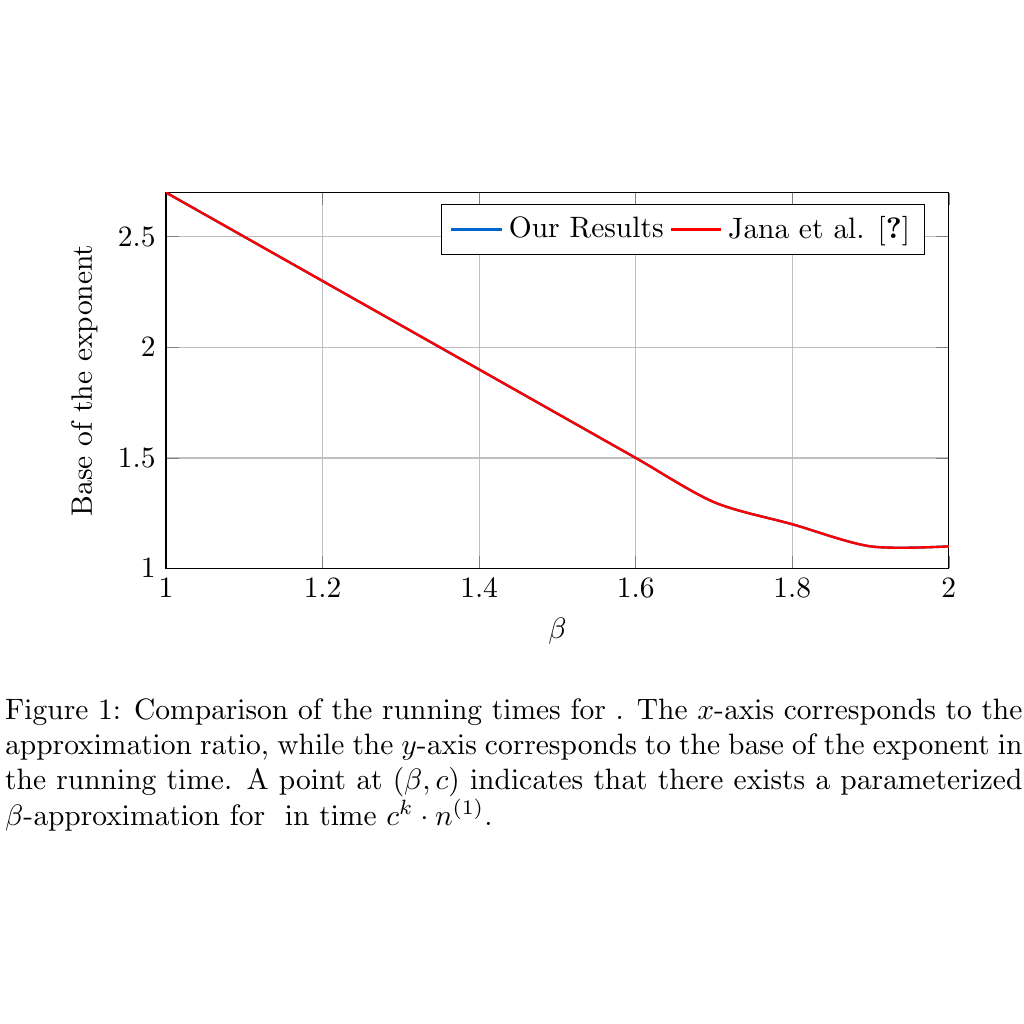 Our Results Jana et al. [?]
2.5
2
1.5
1
Base of the exponent
1 1.2 1.4 1.6 1.8 2
β
Figure 1: Comparison of the running times for . The x-axis corresponds to the
approximation ratio, while the y-axis corresponds to the base of the exponent in
the running time. A point at (β, c) indicates that there exists a parameterized
β-approximation for in time c^k · n^(1).